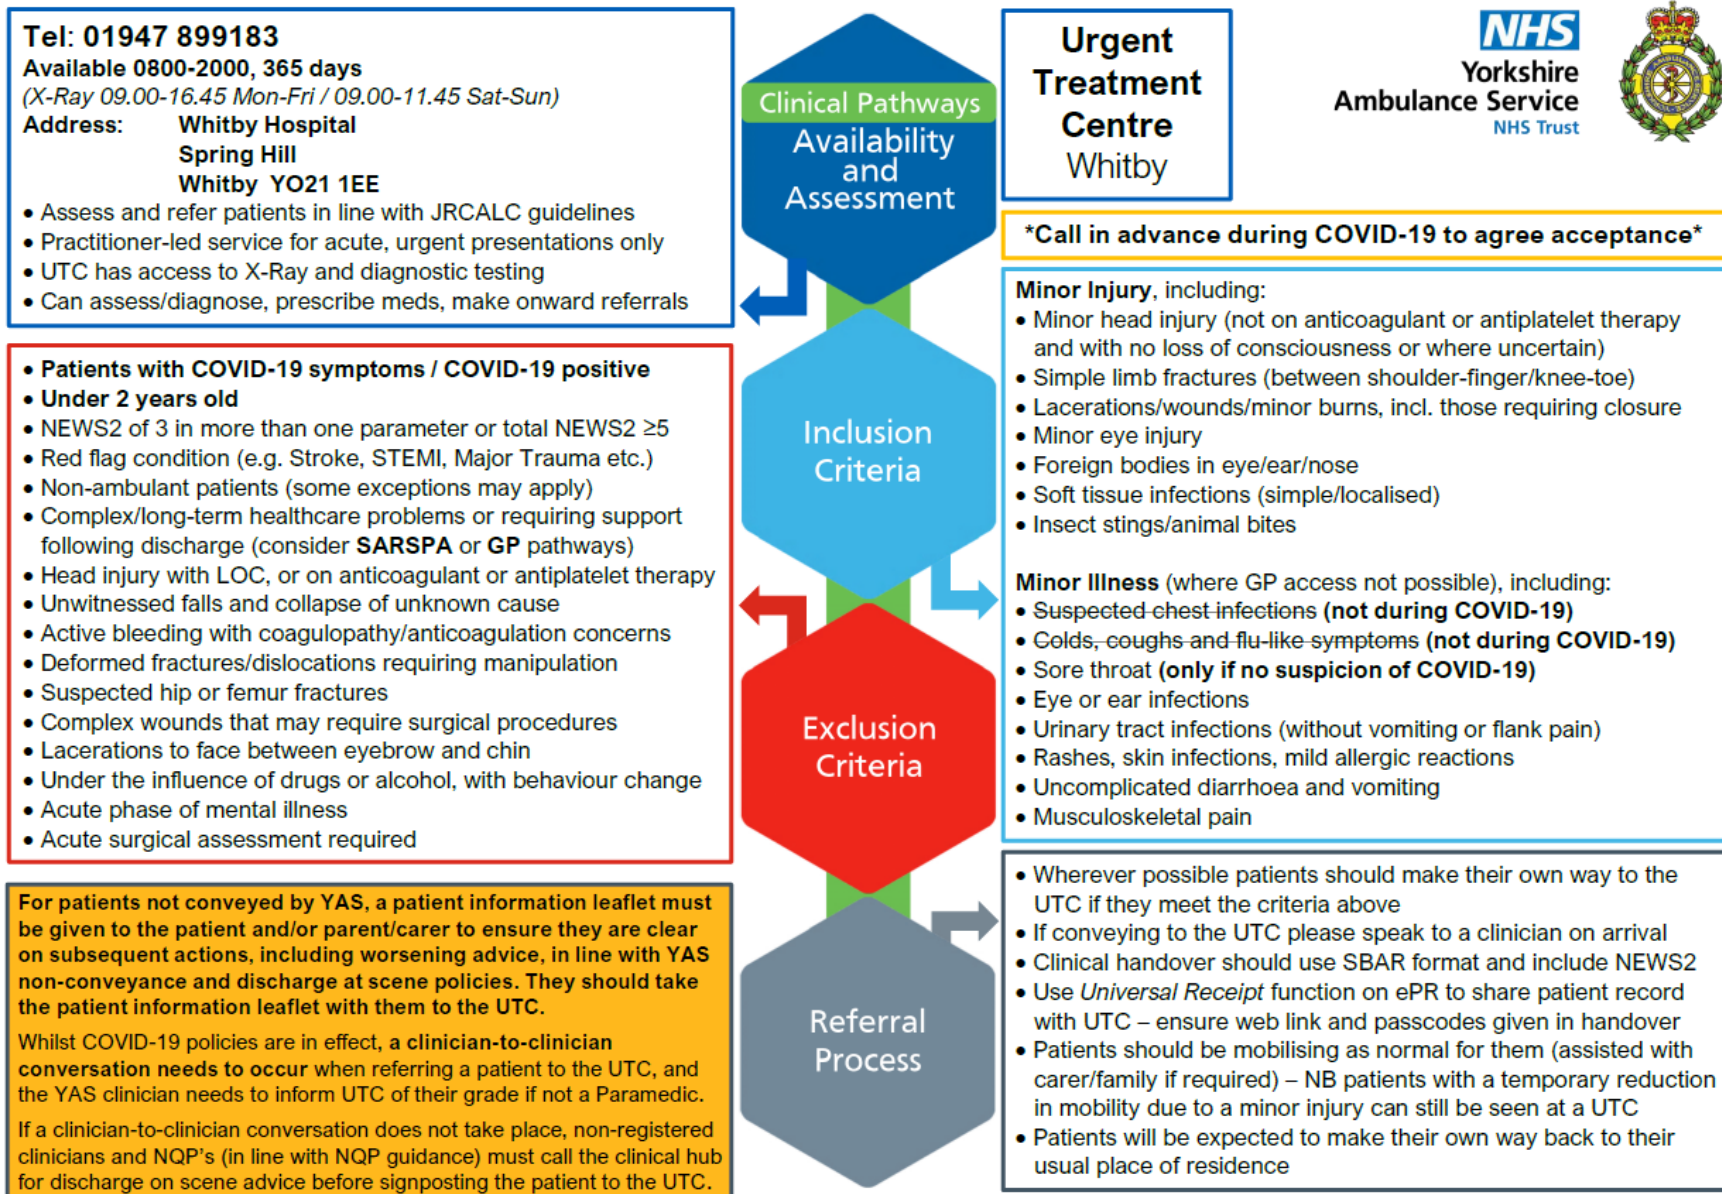 Tel: 01947 899183
Available 0800-2000, 365 days
(X-Ray 09.00-16.45 Mon-Fri / 09.00-11.45 Sat-Sun)
Address: Whitby Hospital
Spring Hill
Whitby YO21 1EE
• Assess and refer patients in line with JRCALC guidelines
• Practitioner-led service for acute, urgent presentations only
• UTC has access to X-Ray and diagnostic testing
• Can assess/diagnose, prescribe meds, make onward referrals
Clinical Pathways
Availability
and
Assessment
Urgent
Treatment
Centre
Whitby
NHS
Yorkshire
Ambulance Service
NHS Trust
*Call in advance during COVID-19 to agree acceptance*
Inclusion
Criteria
Minor Injury, including:
• Minor head injury (not on anticoagulant or antiplatelet therapy
and with no loss of consciousness or where uncertain)
• Simple limb fractures (between shoulder-finger/knee-toe)
• Lacerations/wounds/minor burns, incl. those requiring closure
• Minor eye injury
• Foreign bodies in eye/ear/nose
• Soft tissue infections (simple/localised)
• Insect stings/animal bites
Minor Illness (where GP access not possible), including:
• Suspected chest infections (not during COVID-19)
• Colds, coughs and flu-like symptoms (not during COVID-19)
• Sore throat (only if no suspicion of COVID-19)
• Eye or ear infections
• Urinary tract infections (without vomiting or flank pain)
• Rashes, skin infections, mild allergic reactions
• Uncomplicated diarrhoea and vomiting
• Musculoskeletal pain
• Patients with COVID-19 symptoms / COVID-19 positive
• Under 2 years old
• NEWS2 of 3 in more than one parameter or total NEWS2 ≥5
• Red flag condition (e.g. Stroke, STEMI, Major Trauma etc.)
• Non-ambulant patients (some exceptions may apply)
• Complex/long-term healthcare problems or requiring support
following discharge (consider SARSPA or GP pathways)
• Head injury with LOC, or on anticoagulant or antiplatelet therapy
• Unwitnessed falls and collapse of unknown cause
• Active bleeding with coagulopathy/anticoagulation concerns
• Deformed fractures/dislocations requiring manipulation
• Suspected hip or femur fractures
• Complex wounds that may require surgical procedures
• Lacerations to face between eyebrow and chin
• Under the influence of drugs or alcohol, with behaviour change
• Acute phase of mental illness
• Acute surgical assessment required
Exclusion
Criteria
For patients not conveyed by YAS, a patient information leaflet must
be given to the patient and/or parent/carer to ensure they are clear
on subsequent actions, including worsening advice, in line with YAS
non-conveyance and discharge at scene policies. They should take
the patient information leaflet with them to the UTC.
Whilst COVID-19 policies are in effect, a clinician-to-clinician
conversation needs to occur when referring a patient to the UTC, and
the YAS clinician needs to inform UTC of their grade if not a Paramedic.
If a clinician-to-clinician conversation does not take place, non-registered
clinicians and NQP's (in line with NQP guidance) must call the clinical hub
for discharge on scene advice before signposting the patient to the UTC.
Referral
Process
• Wherever possible patients should make their own way to the
UTC if they meet the criteria above
• If conveying to the UTC please speak to a clinician on arrival
• Clinical handover should use SBAR format and include NEWS2
• Use Universal Receipt function on ePR to share patient record
with UTC – ensure web link and passcodes given in handover
• Patients should be mobilising as normal for them (assisted with
carer/family if required) – NB patients with a temporary reduction
in mobility due to a minor injury can still be seen at a UTC
• Patients will be expected to make their own way back to their
usual place of residence